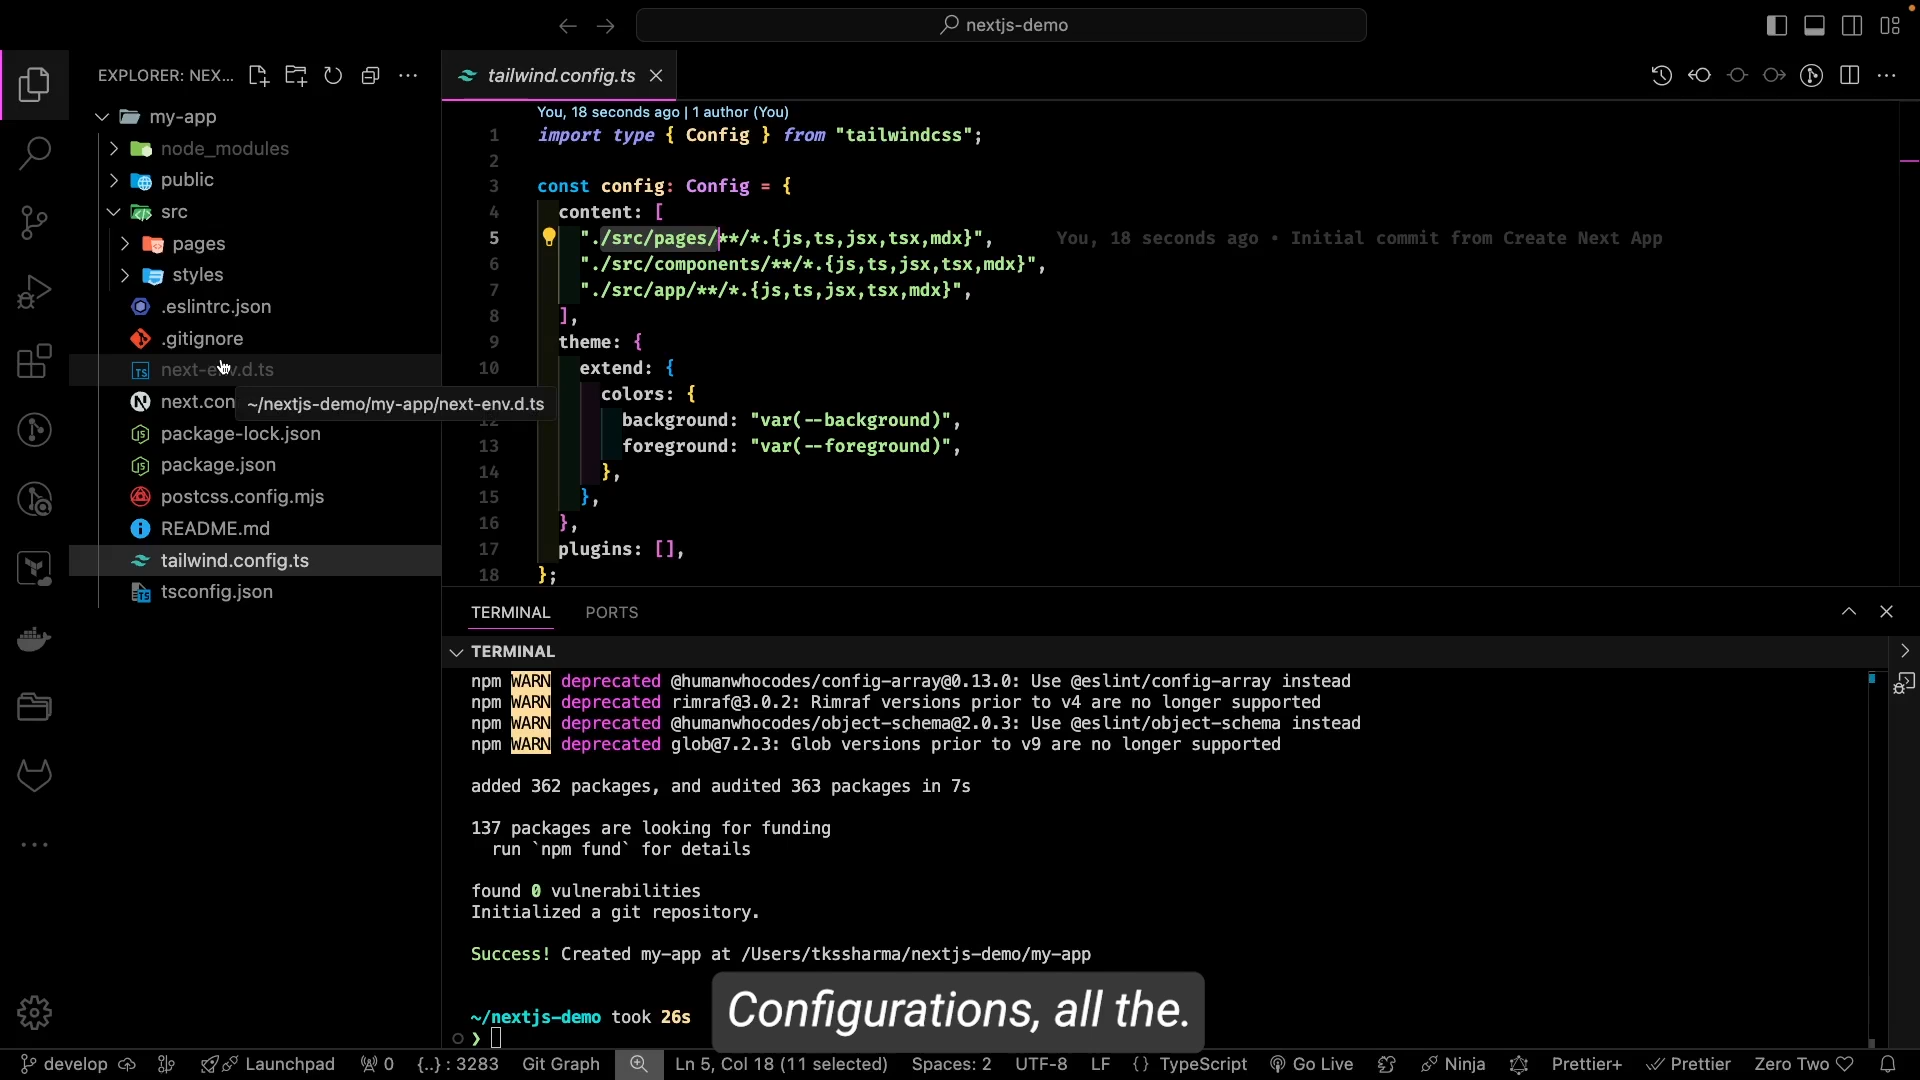 nextjs-demo
EXPLORER: NEX...
tailwind.config.ts
my-app
node_modules
public
src
pages
styles
.eslintrc.json
.gitignore
next-env.d.ts
next.con
~/nextjs-demo/my-app/next-env.d.ts
package-lock.json
package.json
postcss.config.mjs
README.md
tailwind.config.ts
tsconfig.json
You, 18 seconds ago | 1 author (You)
1 import type { Config } from "tailwindcss";
2
3 const config: Config = {
4 content: [
5 "./src/pages/**/*.{js,ts,jsx,tsx,mdx}", You, 18 seconds ago • Initial commit from Create Next App
6 "./src/components/**/*.{js,ts,jsx,tsx,mdx}",
7 "./src/app/**/*.{js,ts,jsx,tsx,mdx}",
8 ],
9 theme: {
10 extend: {
colors: {
12 background: "var(--background)",
13 foreground: "var(--foreground)",
14 },
15 },
16 },
17 plugins: [],
18 };
TERMINAL PORTS
TERMINAL
npm WARN deprecated @humanwhocodes/config-array@0.13.0: Use @eslint/config-array instead
npm WARN deprecated rimraf@3.0.2: Rimraf versions prior to v4 are no longer supported
npm WARN deprecated @humanwhocodes/object-schema@2.0.3: Use @eslint/object-schema instead
npm WARN deprecated glob@7.2.3: Glob versions prior to v9 are no longer supported
added 362 packages, and audited 363 packages in 7s
137 packages are looking for funding
run `npm fund` for details
found 0 vulnerabilities
Initialized a git repository.
Success! Created my-app at /Users/tkssharma/nextjs-demo/my-app
~/nextjs-demo took 26s
❯
Configurations, all the.
develop Launchpad 0 {..} : 3283 Git Graph Ln 5, Col 18 (11 selected) Spaces: 2 UTF-8 LF {} TypeScript Go Live Ninja Prettier+ Prettier Zero Two